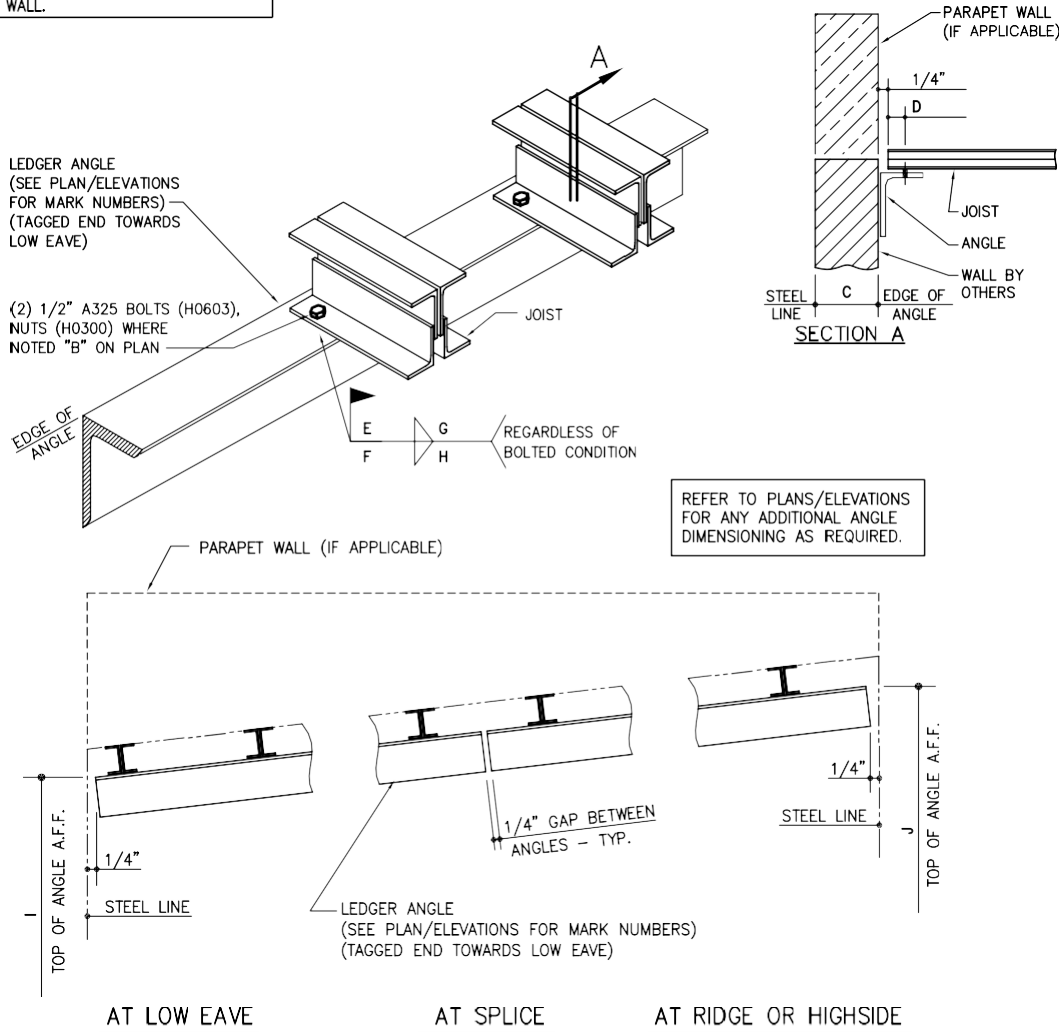 WALL.
PARAPET WALL
(IF APPLICABLE)
1/4"
D
JOIST
ANGLE
WALL BY
OTHERS
STEEL
LINE
C
EDGE OF
ANGLE
SECTION A
A
LEDGER ANGLE
(SEE PLAN/ELEVATIONS
FOR MARK NUMBERS)
(TAGGED END TOWARDS
LOW EAVE)
(2) 1/2" A325 BOLTS (H0603),
NUTS (H0300) WHERE
NOTED "B" ON PLAN
JOIST
EDGE OF
ANGLE
E
F
G
H
REGARDLESS OF
BOLTED CONDITION
REFER TO PLANS/ELEVATIONS
FOR ANY ADDITIONAL ANGLE
DIMENSIONING AS REQUIRED.
PARAPET WALL (IF APPLICABLE)
I
TOP OF ANGLE A.F.F.
1/4"
STEEL LINE
1/4" GAP BETWEEN
ANGLES - TYP.
LEDGER ANGLE
(SEE PLAN/ELEVATIONS FOR MARK NUMBERS)
(TAGGED END TOWARDS LOW EAVE)
1/4"
STEEL LINE
J
TOP OF ANGLE A.F.F.
AT LOW EAVE
AT SPLICE
AT RIDGE OR HIGHSIDE